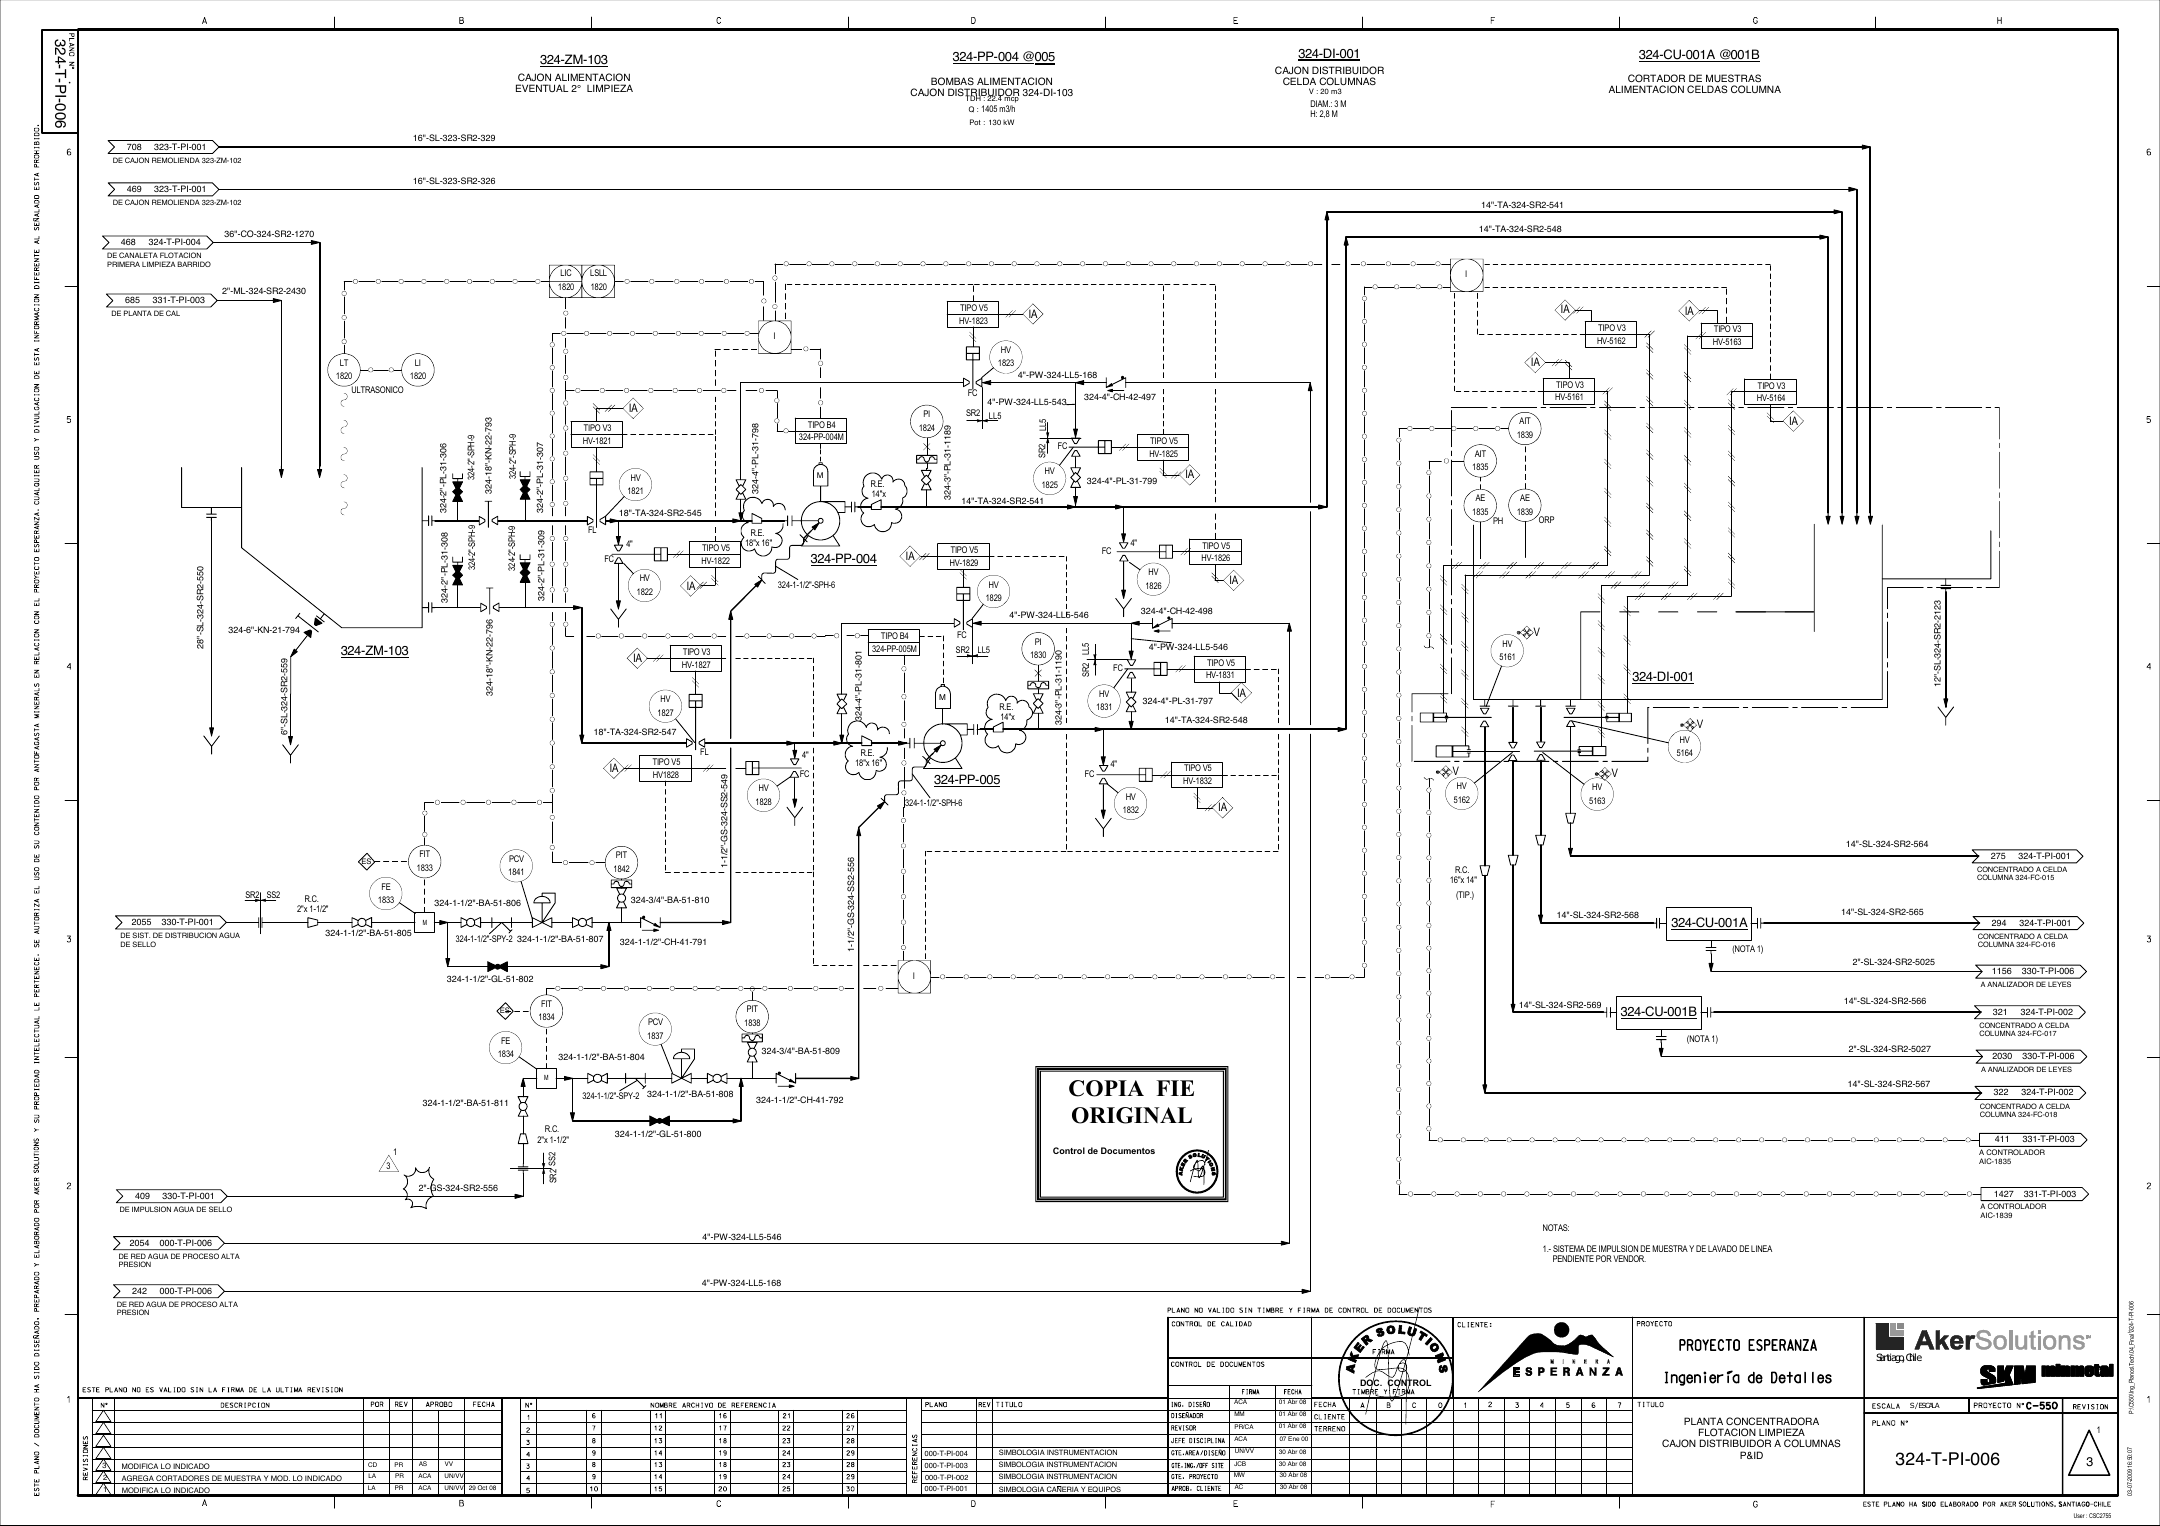 A
B
C
D
E
F
G
H
PLANO N°
324-T-PI-006
324-ZM-103
CAJON ALIMENTACION
EVENTUAL 2° LIMPIEZA
324-PP-004 @005
BOMBAS ALIMENTACION
CAJON DISTRIBUIDOR 324-DI-103
TDH : 22.4 mcp
Q : 1405 m3/h
Pot : 130 kW
324-DI-001
CAJON DISTRIBUIDOR
CELDA COLUMNAS
V : 20 m3
DIAM.: 3 M
H: 2,8 M
324-CU-001A @001B
CORTADOR DE MUESTRAS
ALIMENTACION CELDAS COLUMNA
6
6
708 323-T-PI-001
DE CAJON REMOLIENDA 323-ZM-102
16"-SL-323-SR2-329
469 323-T-PI-001
DE CAJON REMOLIENDA 323-ZM-102
16"-SL-323-SR2-326
468 324-T-PI-004
DE CANALETA FLOTACION
PRIMERA LIMPIEZA BARRIDO
36"-CO-324-SR2-1270
685 331-T-PI-003
DE PLANTA DE CAL
2"-ML-324-SR2-2430
14"-TA-324-SR2-541
14"-TA-324-SR2-548
LIC
1820
LSLL
1820
I
I
LT
1820
LI
1820
ULTRASONICO
TIPO V5
HV-1823
IA
HV
1823
FC
SR2
LL5
4"-PW-324-LL5-168
4"-PW-324-LL5-543
324-4"-CH-42-497
TIPO V3
HV-5162
IA
TIPO V3
HV-5163
IA
TIPO V3
HV-5161
IA
TIPO V3
HV-5164
IA
5
5
324-2"-PL-31-306
324-2"-SPH-9
324-18"-KN-22-793
324-2"-SPH-9
324-2"-PL-31-307
324-2"-PL-31-308
324-2"-SPH-9
324-2"-SPH-9
324-2"-PL-31-309
324-18"-KN-22-796
TIPO V3
HV-1821
IA
HV
1821
FL
18"-TA-324-SR2-545
4"
FC
HV
1822
TIPO V5
HV-1822
IA
324-4"-PL-31-798
TIPO B4
324-PP-004M
M
R.E.
18"x 16"
R.E.
14"x
324-PP-004
324-1-1/2"-SPH-6
PI
1824
324-3"-PL-31-1189
14"-TA-324-SR2-541
SR2
LL5
FC
HV
1825
TIPO V5
HV-1825
IA
324-4"-PL-31-799
4"
FC
HV
1826
TIPO V5
HV-1826
IA
AIT
1839
AIT
1835
AE
1835
PH
AE
1839
ORP
28"-SL-324-SR2-550
324-6"-KN-21-794
6"-SL-324-SR2-559
324-ZM-103
TIPO V5
HV-1829
IA
HV
1829
FC
SR2
LL5
4"-PW-324-LL5-546
324-4"-CH-42-498
4"-PW-324-LL5-546
TIPO V3
HV-1827
IA
HV
1827
FL
18"-TA-324-SR2-547
TIPO V5
HV1828
IA
HV
1828
4"
FC
TIPO B4
324-PP-005M
324-4"-PL-31-801
M
R.E.
18"x 16"
R.E.
14"x
324-PP-005
324-1-1/2"-SPH-6
PI
1830
324-3"-PL-31-1190
SR2
LL5
FC
HV
1831
TIPO V5
HV-1831
IA
324-4"-PL-31-797
14"-TA-324-SR2-548
4"
FC
HV
1832
TIPO V5
HV-1832
IA
4
4
HV
5161
V
324-DI-001
12"-SL-324-SR2-2123
V
HV
5164
V
HV
5162
V
HV
5163
1-1/2"-GS-324-SS2-549
1-1/2"-GS-324-SS2-556
R.C.
16"x 14"
(TIP.)
14"-SL-324-SR2-564
275 324-T-PI-001
CONCENTRADO A CELDA
COLUMNA 324-FC-015
14"-SL-324-SR2-568
324-CU-001A
(NOTA 1)
14"-SL-324-SR2-565
294 324-T-PI-001
CONCENTRADO A CELDA
COLUMNA 324-FC-016
2"-SL-324-SR2-5025
1156 330-T-PI-006
A ANALIZADOR DE LEYES
14"-SL-324-SR2-569
324-CU-001B
(NOTA 1)
14"-SL-324-SR2-566
321 324-T-PI-002
CONCENTRADO A CELDA
COLUMNA 324-FC-017
2"-SL-324-SR2-5027
2030 330-T-PI-006
A ANALIZADOR DE LEYES
14"-SL-324-SR2-567
322 324-T-PI-002
CONCENTRADO A CELDA
COLUMNA 324-FC-018
411 331-T-PI-003
A CONTROLADOR
AIC-1835
1427 331-T-PI-003
A CONTROLADOR
AIC-1839
3
3
2055 330-T-PI-001
DE SIST. DE DISTRIBUCION AGUA
DE SELLO
SR2
SS2
R.C.
2"x 1-1/2"
ES
FIT
1833
FE
1833
M
324-1-1/2"-BA-51-805
324-1-1/2"-BA-51-806
324-1-1/2"-SPY-2
PCV
1841
324-1-1/2"-BA-51-807
PIT
1842
324-3/4"-BA-51-810
324-1-1/2"-CH-41-791
324-1-1/2"-GL-51-802
I
ES
FIT
1834
FE
1834
M
324-1-1/2"-BA-51-804
324-1-1/2"-SPY-2
PCV
1837
324-1-1/2"-BA-51-808
PIT
1838
324-3/4"-BA-51-809
324-1-1/2"-CH-41-792
324-1-1/2"-GL-51-800
324-1-1/2"-BA-51-811
R.C.
2"x 1-1/2"
SR2
SS2
1
3
2
2
409 330-T-PI-001
DE IMPULSION AGUA DE SELLO
2"-GS-324-SR2-556
2054 000-T-PI-006
DE RED AGUA DE PROCESO ALTA
PRESION
4"-PW-324-LL5-546
242 000-T-PI-006
DE RED AGUA DE PROCESO ALTA
PRESION
4"-PW-324-LL5-168
COPIA FIE
ORIGINAL
Control de Documentos
AKER SOLUTIONS
NOTAS:
1.- SISTEMA DE IMPULSION DE MUESTRA Y DE LAVADO DE LINEA
PENDIENTE POR VENDOR.
PLANO NO VALIDO SIN TIMBRE Y FIRMA DE CONTROL DE DOCUMENTOS
CONTROL DE CALIDAD
CONTROL DE DOCUMENTOS
AKER SOLUTIONS
FIRMA
DOC. CONTROL
TIMBRE Y FIRMA
CLIENTE:
MINERA
ESPERANZA
PROYECTO
PROYECTO ESPERANZA
Ingeniería de Detalles
AkerSolutions
Santiago, Chile
SKM minmetal
1
1
ESTE PLANO NO ES VALIDO SIN LA FIRMA DE LA ULTIMA REVISION
REVISIONES
N° DESCRIPCION POR REV APROBO FECHA
3 MODIFICA LO INDICADO CD PR AS VV
2 AGREGA CORTADORES DE MUESTRA Y MOD. LO INDICADO LA PR ACA UN/VV
1 MODIFICA LO INDICADO LA PR ACA UN/VV 29 Oct 08
N° NOMBRE ARCHIVO DE REFERENCIA
1 6 11 16 21 26
2 7 12 17 22 27
3 8 13 18 23 28
4 9 14 19 24 29
3 8 13 18 23 28
4 9 14 19 24 29
5 10 15 20 25 30
REFERENCIAS
PLANO REV TITULO
000-T-PI-004 SIMBOLOGIA INSTRUMENTACION
000-T-PI-003 SIMBOLOGIA INSTRUMENTACION
000-T-PI-002 SIMBOLOGIA INSTRUMENTACION
000-T-PI-001 SIMBOLOGIA CAÑERIA Y EQUIPOS
FIRMA FECHA
ING. DISEÑO ACA 01 Abr 08
DISEÑADOR MM 01 Abr 08
REVISOR PR/CA 01 Abr 08
JEFE DISCIPLINA ACA 07 Ene 00
GTE.AREA/DISEÑO UN/VV 30 Abr 08
GTE.ING./OFF SITE JCB 30 Abr 08
GTE. PROYECTO MW 30 Abr 08
APROB. CLIENTE AC 30 Abr 08
FECHA A B C 0 1 2 3 4 5 6 7
CLIENTE
TERRENO
TITULO
PLANTA CONCENTRADORA
FLOTACION LIMPIEZA
CAJON DISTRIBUIDOR A COLUMNAS
P&ID
ESCALA S/ESCALA
PROYECTO N° C-550
REVISION
PLANO N°
324-T-PI-006
1
3
A
B
C
D
E
F
G
ESTE PLANO HA SIDO ELABORADO POR AKER SOLUTIONS. SANTIAGO-CHILE
User : CSC2755
ESTE PLANO / DOCUMENTO HA SIDO DISEÑADO. PREPARADO Y ELABORADO POR AKER SOLUTIONS Y SU PROPIEDAD INTELECTUAL LE PERTENECE. SE AUTORIZA EL USO DE SU CONTENIDO POR ANTOFAGASTA MINERALS EN RELACION CON EL PROYECTO ESPERANZA. CUALQUIER USO Y DIVULGACION DE ESTA INFORMACION DIFERENTE AL SEÑALADO ESTA PROHIBIDO.